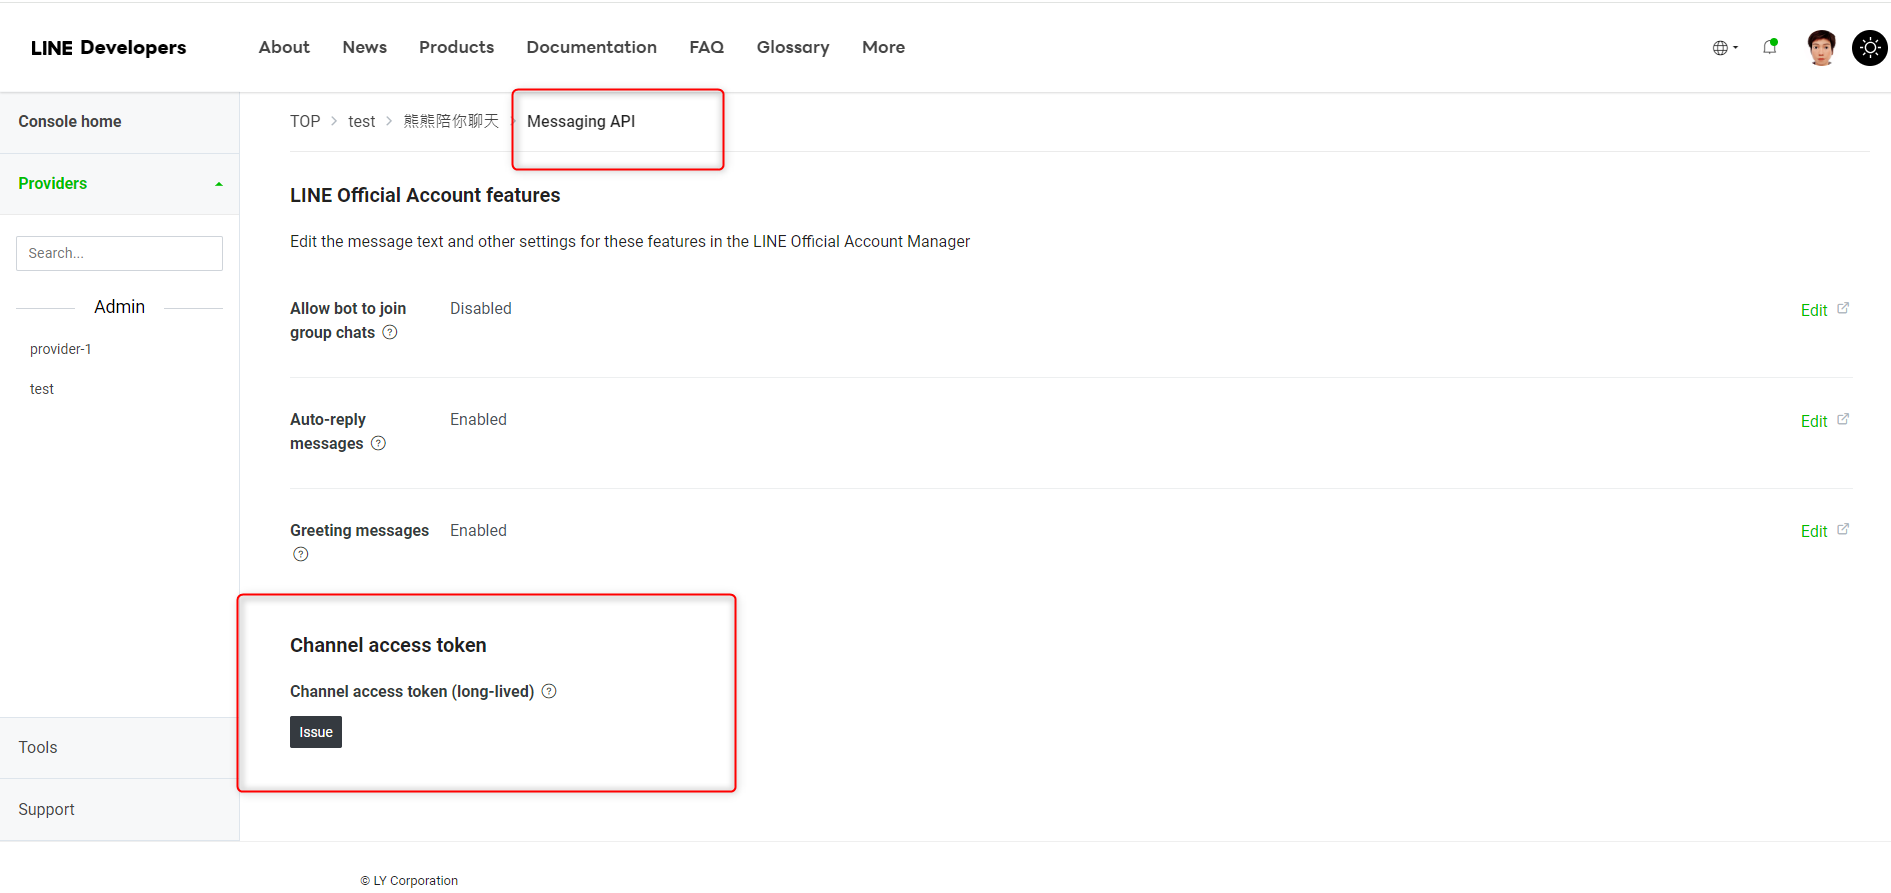 LINE Developers
About News Products Documentation FAQ Glossary More
Console home
Providers
Search...
Admin
provider-1
test
Tools
Support
TOP > test > 熊熊陪你聊天 > Messaging API
LINE Official Account features
Edit the message text and other settings for these features in the LINE Official Account Manager
Allow bot to join
group chats ?
Disabled
Edit
Auto-reply
messages ?
Enabled
Edit
Greeting messages
?
Enabled
Edit
Channel access token
Channel access token (long-lived) ?
Issue
© LY Corporation